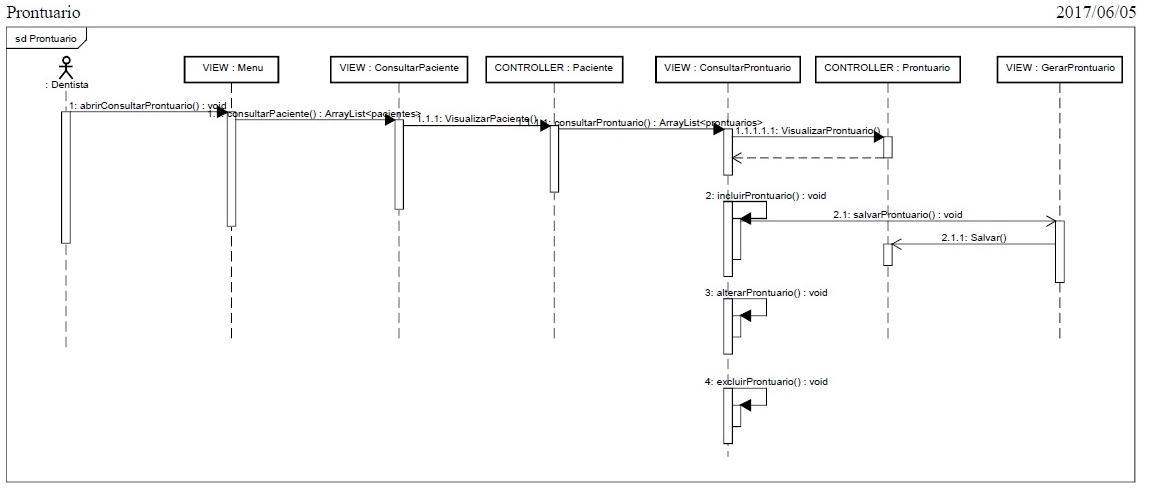 Prontuario
2017/06/05
sd Prontuario
: Dentista
VIEW : Menu
VIEW : ConsultarPaciente
CONTROLLER : Paciente
VIEW : ConsultarProntuario
CONTROLLER : Prontuario
VIEW : GerarProntuario
1: abrirConsultarProntuario() : void
consultarPaciente() : ArrayList<pacientes>
1.1.1: VisualizarPaciente()
consultarProntuario() : ArrayList<prontuarios>
1.1.1.1.1: VisualizarProntuario()
2: incluirProntuario() : void
2.1: salvarProntuario() : void
2.1.1: Salvar()
3: alterarProntuario() : void
4: excluirProntuario() : void